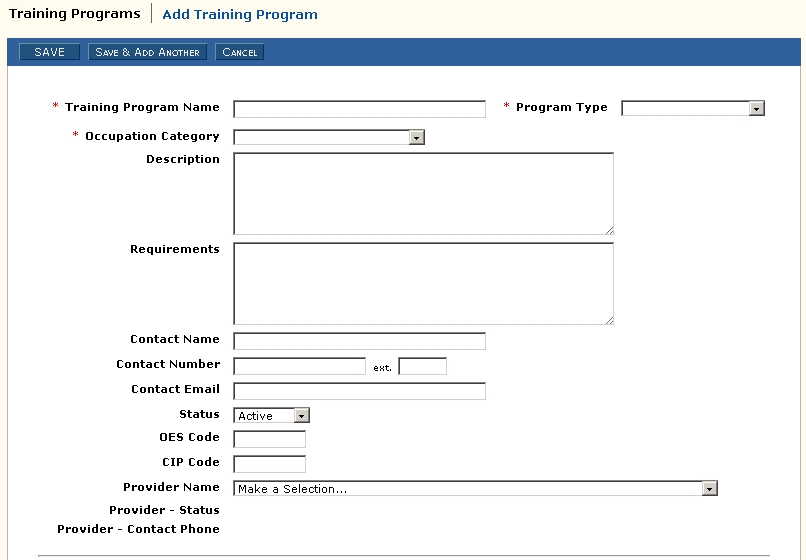 Training Programs | Add Training Program
SAVE SAVE & ADD ANOTHER CANCEL
* Training Program Name * Program Type
* Occupation Category
Description
Requirements
Contact Name
Contact Number ext.
Contact Email
Status Active
OES Code
CIP Code
Provider Name Make a Selection...
Provider - Status
Provider - Contact Phone